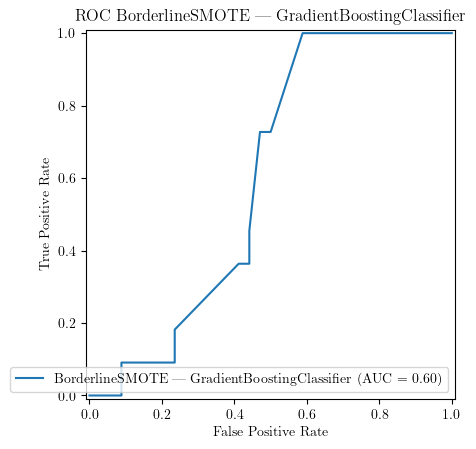 ROC BorderlineSMOTE — GradientBoostingClassifier
1.0
0.8
0.6
0.4
0.2
0.0
True Positive Rate
BorderlineSMOTE — GradientBoostingClassifier (AUC = 0.60)
0.0 0.2 0.4 0.6 0.8 1.0
False Positive Rate